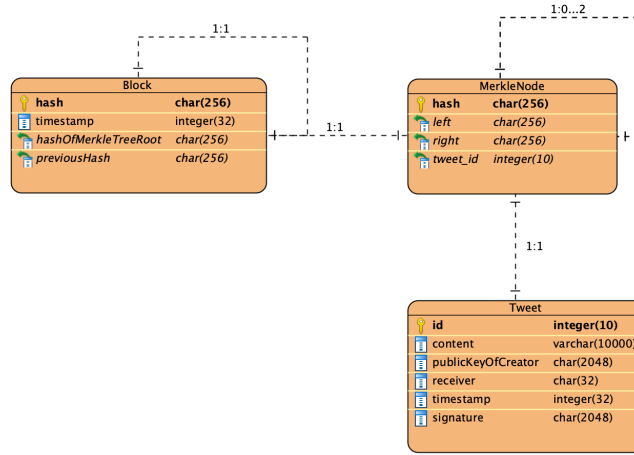 1:1
1:0...2
Block
hash char(256)
timestamp integer(32)
hashOfMerkleTreeRoot char(256)
previousHash char(256)
1:1
MerkleNode
hash char(256)
left char(256)
right char(256)
tweet_id integer(10)
1:1
Tweet
id integer(10)
content varchar(10000)
publicKeyOfCreator char(2048)
receiver char(32)
timestamp integer(32)
signature char(2048)